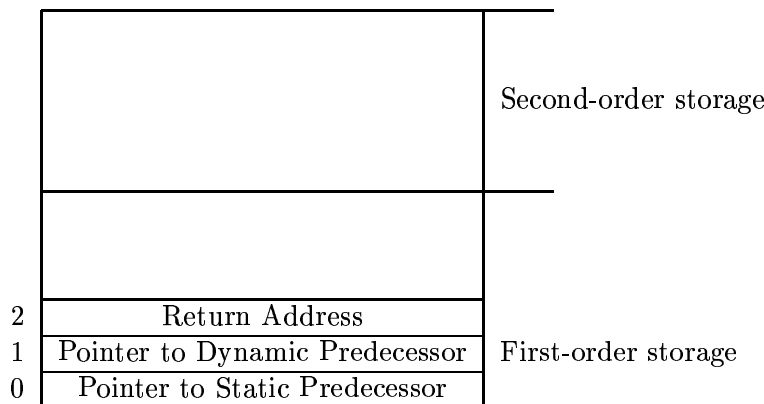 Second-order storage
2 Return Address
1 Pointer to Dynamic Predecessor First-order storage
0 Pointer to Static Predecessor